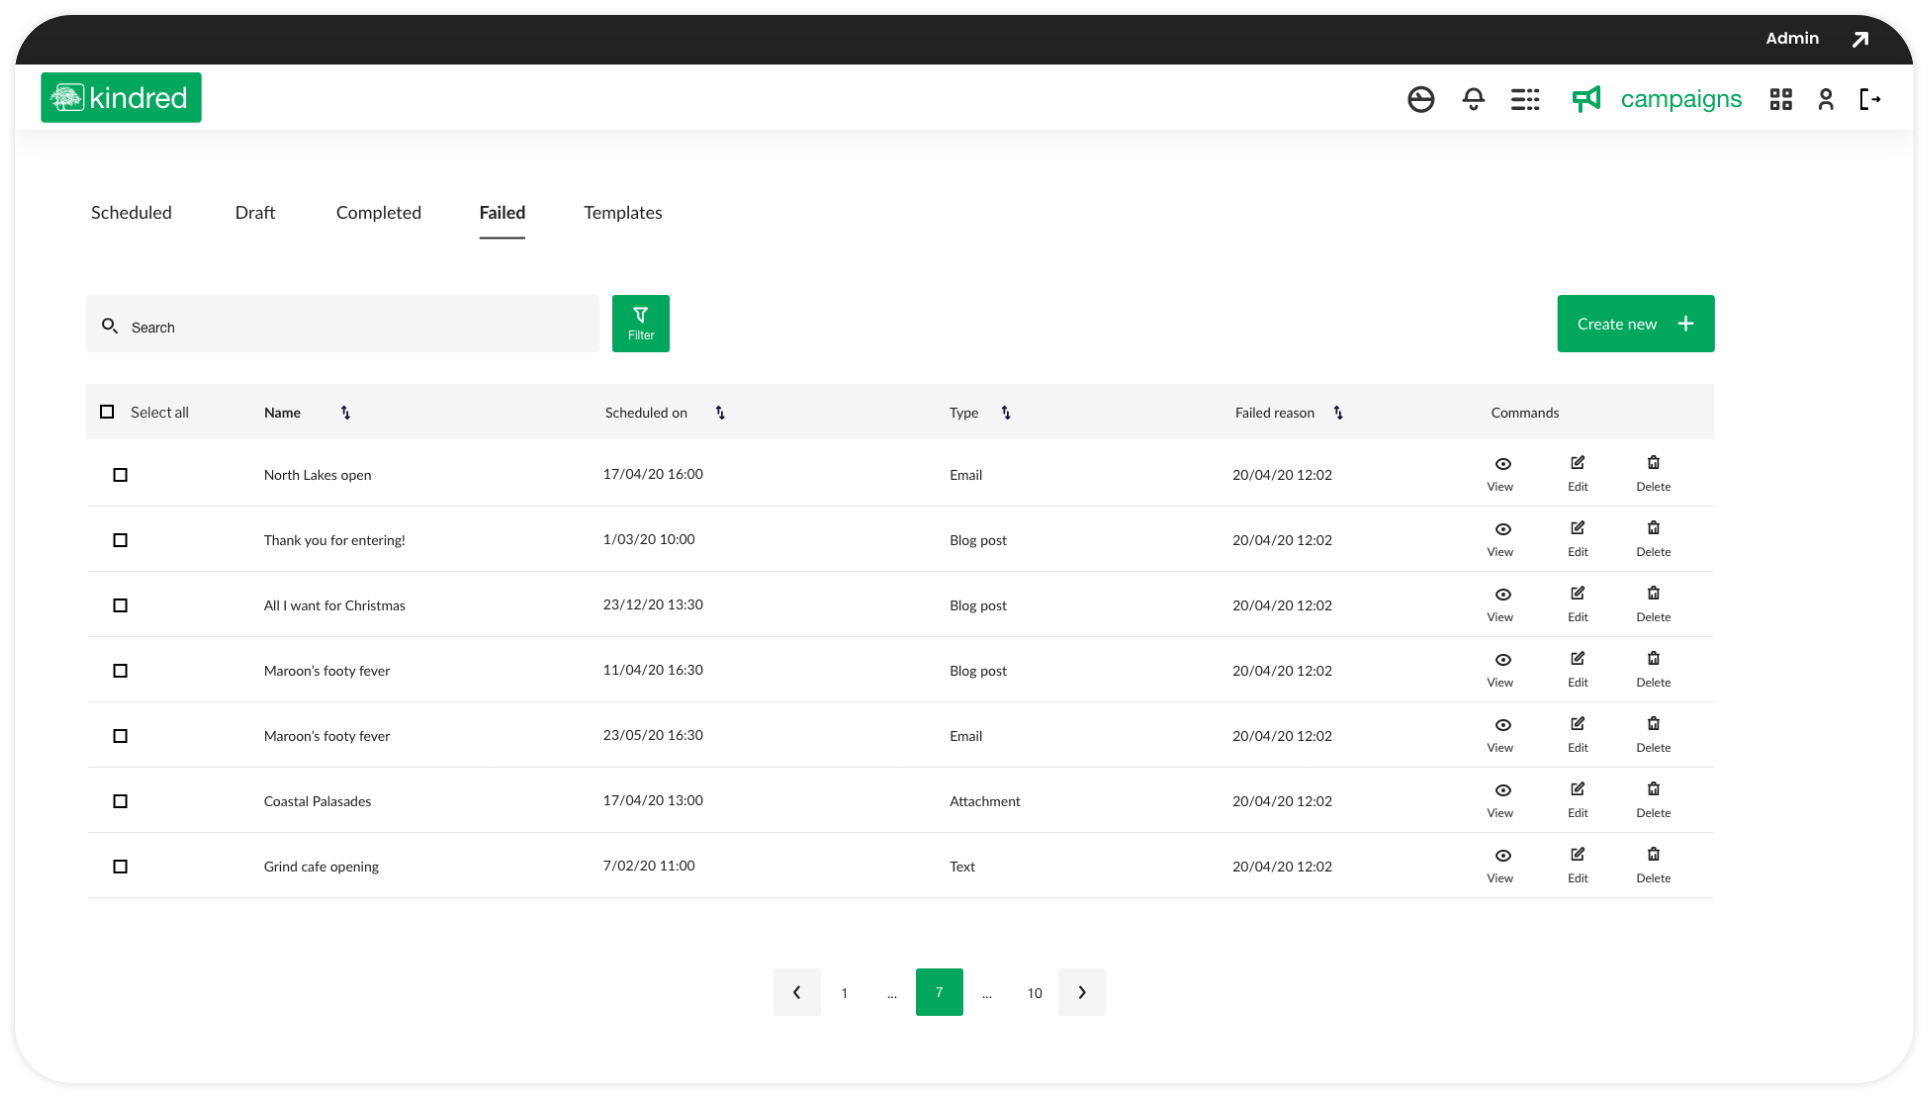 Admin
kindred
campaigns
Scheduled Draft Completed Failed Templates
Search
Filter
Create new
Select all Name Scheduled on Type Failed reason Commands
North Lakes open 17/04/20 16:00 Email 20/04/20 12:02 View Edit Delete
Thank you for entering! 1/03/20 10:00 Blog post 20/04/20 12:02 View Edit Delete
All I want for Christmas 23/12/20 13:30 Blog post 20/04/20 12:02 View Edit Delete
Maroon’s footy fever 11/04/20 16:30 Blog post 20/04/20 12:02 View Edit Delete
Maroon’s footy fever 23/05/20 16:30 Email 20/04/20 12:02 View Edit Delete
Coastal Palasades 17/04/20 13:00 Attachment 20/04/20 12:02 View Edit Delete
Grind cafe opening 7/02/20 11:00 Text 20/04/20 12:02 View Edit Delete
1 ... 7 ... 10